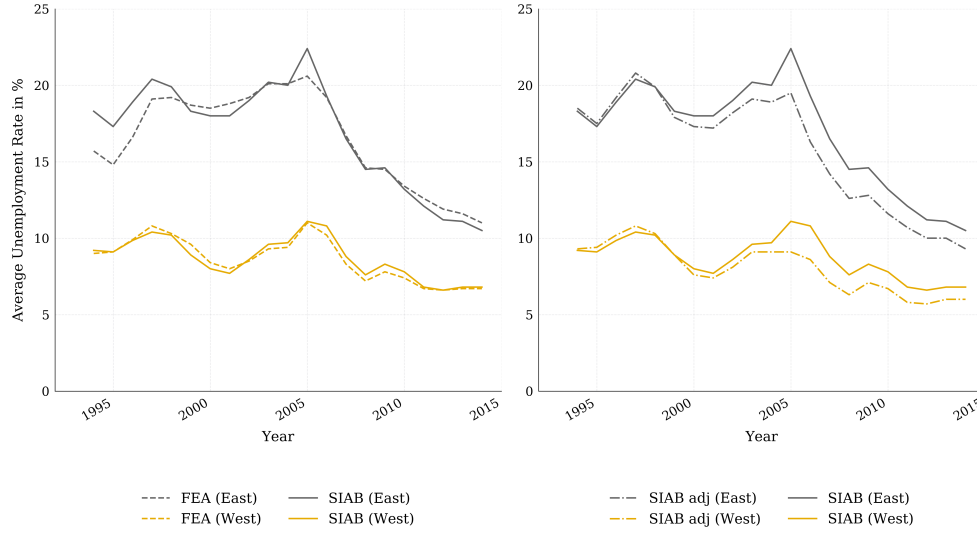 Average Unemployment Rate in %
25
20
15
10
5
0
1995
2000
2005
2010
2015
Year
FEA (East)
FEA (West)
SIAB (East)
SIAB (West)
25
20
15
10
5
0
1995
2000
2005
2010
2015
Year
SIAB adj (East)
SIAB adj (West)
SIAB (East)
SIAB (West)